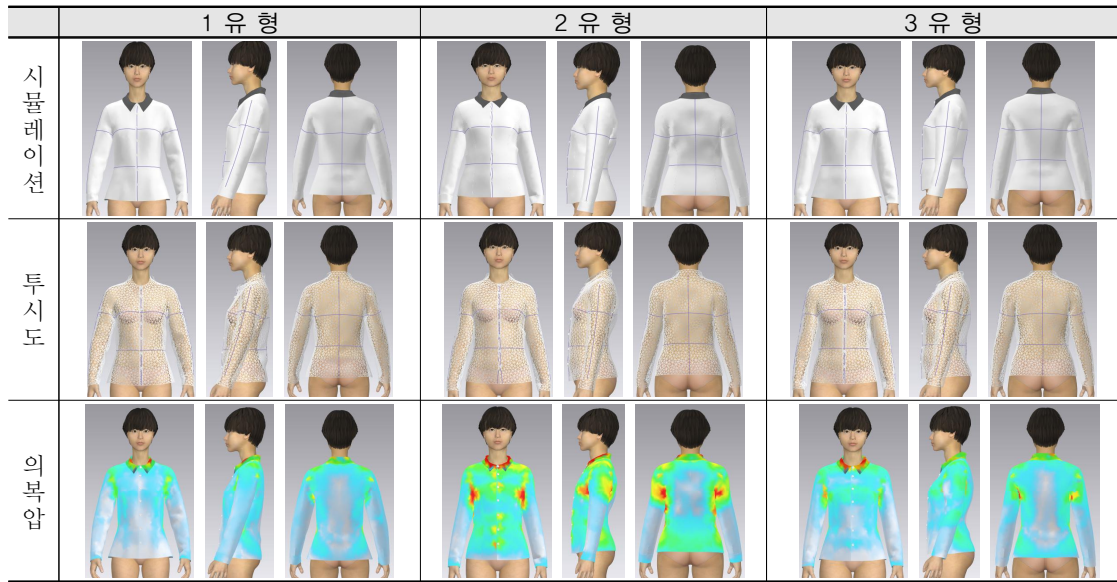 1 유 형
2 유 형
3 유 형
시뮬레이션
투시도
의복압